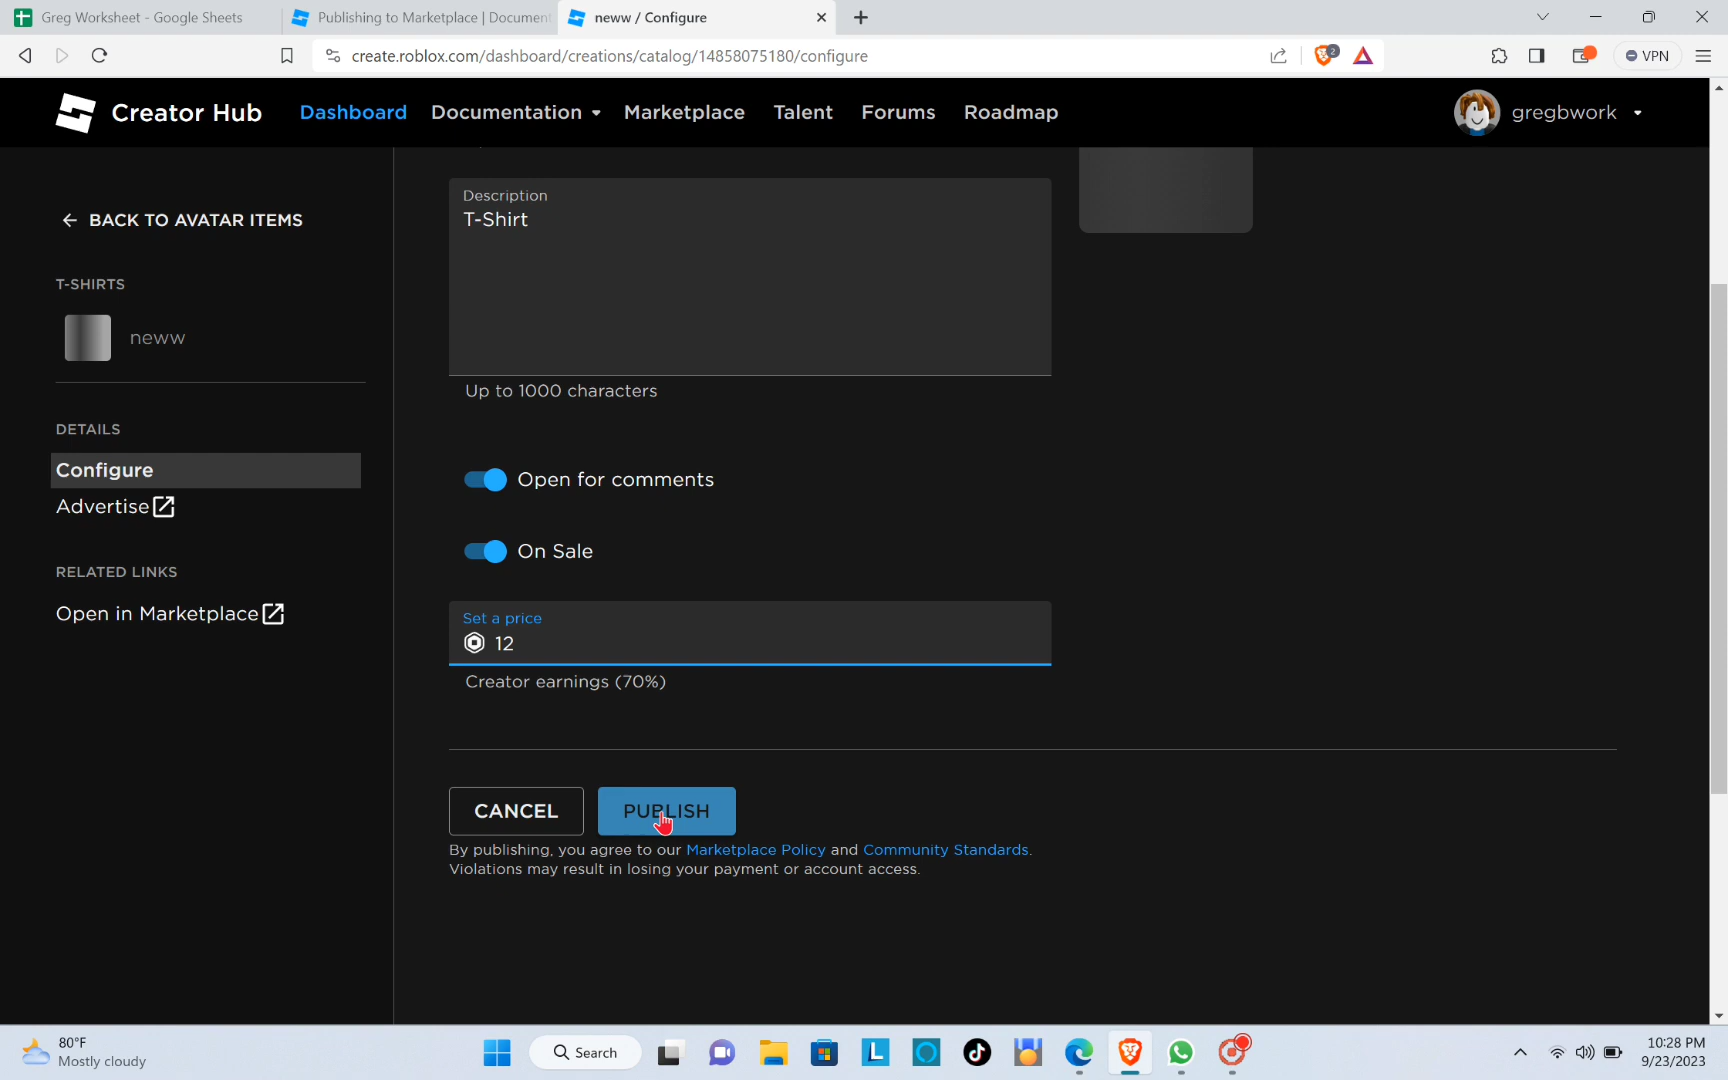 Greg Worksheet - Google Sheets
Publishing to Marketplace | Document
neww / Configure
create.roblox.com/dashboard/creations/catalog/14858075180/configure
2
VPN
Creator Hub
Dashboard
Documentation
Marketplace
Talent
Forums
Roadmap
gregbwork
BACK TO AVATAR ITEMS
T-SHIRTS
neww
DETAILS
Configure
Advertise
RELATED LINKS
Open in Marketplace
Description
T-Shirt
Up to 1000 characters
Open for comments
On Sale
Set a price
12
Creator earnings (70%)
CANCEL
PUBLISH
By publishing, you agree to our Marketplace Policy and Community Standards.
Violations may result in losing your payment or account access.
80°F
Mostly cloudy
Search
L
10:28 PM
9/23/2023